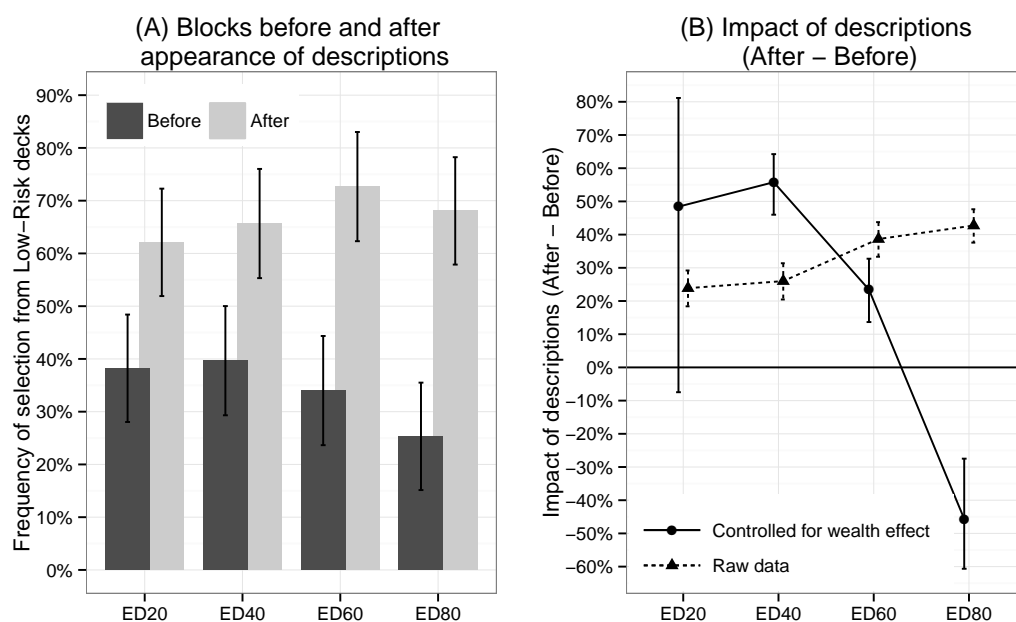 (A) Blocks before and after
appearance of descriptions
Frequency of selection from Low−Risk decks
90%
80%
70%
60%
50%
40%
30%
20%
10%
0%
Before
After
ED20
ED40
ED60
ED80
(B) Impact of descriptions
(After − Before)
Impact of descriptions (After − Before)
80%
70%
60%
50%
40%
30%
20%
10%
0%
−10%
−20%
−30%
−40%
−50%
−60%
Controlled for wealth effect
Raw data
ED20
ED40
ED60
ED80